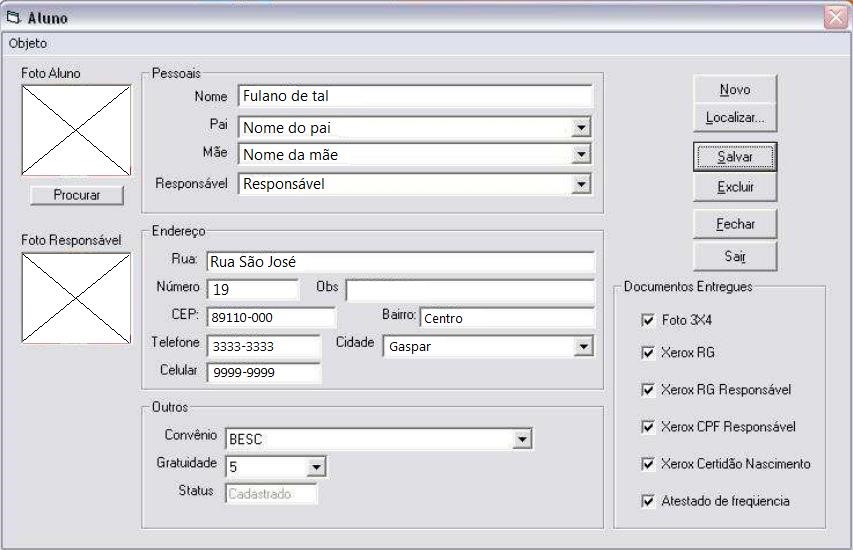 Aluno
Objeto
Foto Aluno
Procurar
Foto Responsável
Pessoais
Nome Fulano de tal
Pai Nome do pai
Mãe Nome da mãe
Responsável Responsável
Endereço
Rua: Rua São José
Número 19 Obs
CEP: 89110-000 Bairro: Centro
Telefone 3333-3333 Cidade Gaspar
Celular 9999-9999
Outros
Convênio BESC
Gratuidade 5
Status Cadastrado
Novo
Localizar...
Salvar
Excluir
Fechar
Sair
Documentos Entregues
Foto 3X4
Xerox RG
Xerox RG Responsável
Xerox CPF Responsável
Xerox Certidão Nascimento
Atestado de freqüencia